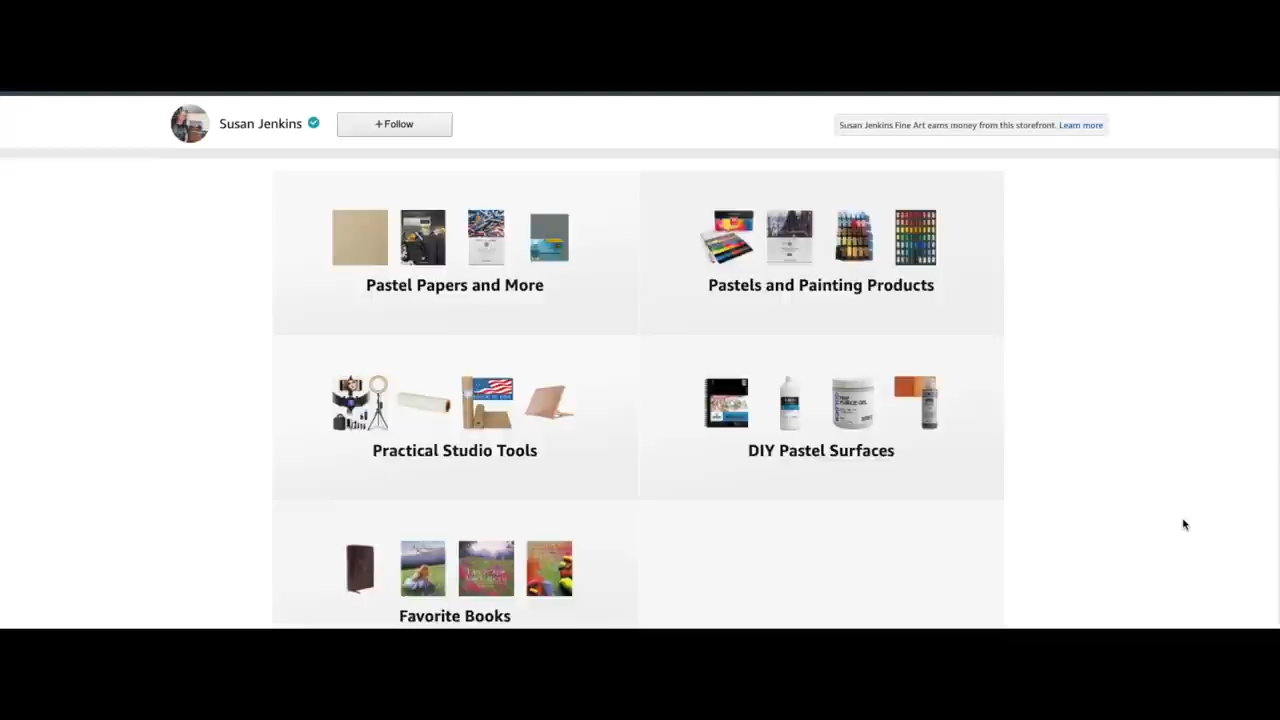 Susan Jenkins
+Follow
Susan Jenkins Fine Art earns money from this storefront. Learn more
Pastel Papers and More
Pastels and Painting Products
Practical Studio Tools
DIY Pastel Surfaces
Favorite Books